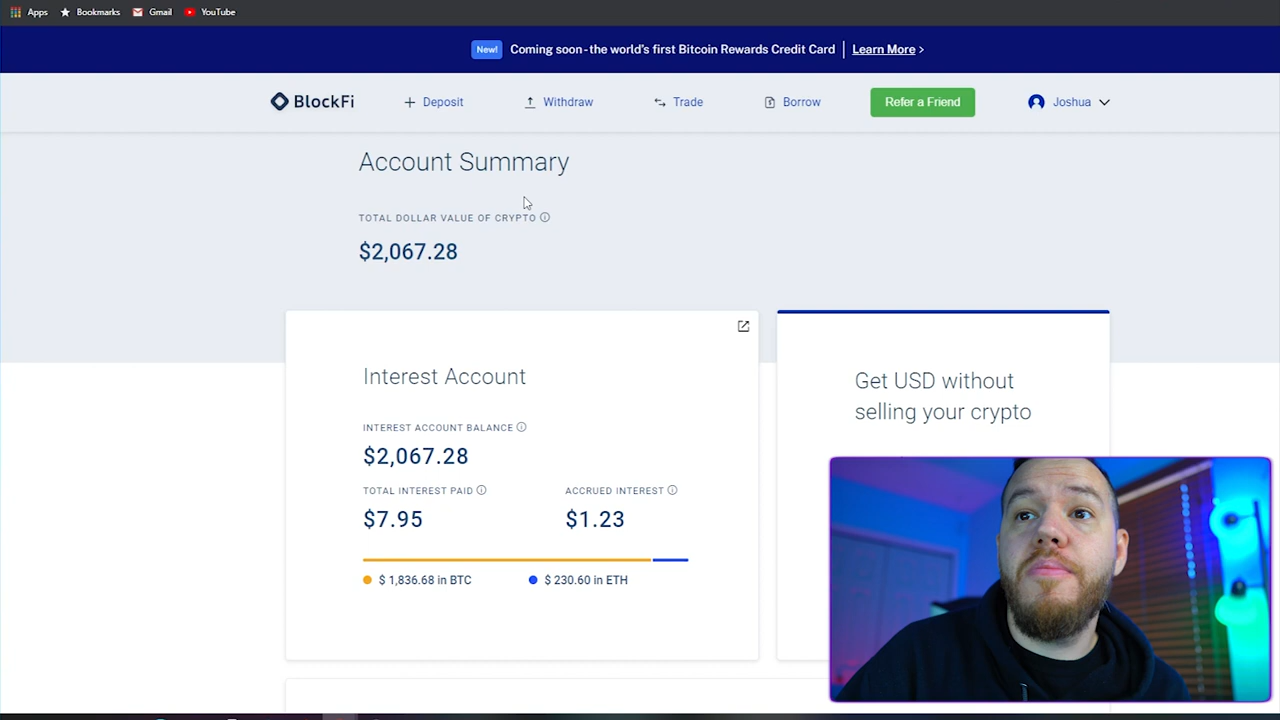 Apps Bookmarks Gmail YouTube
New! Coming soon - the world's first Bitcoin Rewards Credit Card Learn More >
BlockFi Deposit Withdraw Trade Borrow Refer a Friend Joshua
Account Summary
TOTAL DOLLAR VALUE OF CRYPTO
$2,067.28
Interest Account
INTEREST ACCOUNT BALANCE
$2,067.28
TOTAL INTEREST PAID ACCRUED INTEREST
$7.95 $1.23
$ 1,836.68 in BTC $ 230.60 in ETH
Get USD without
selling your crypto